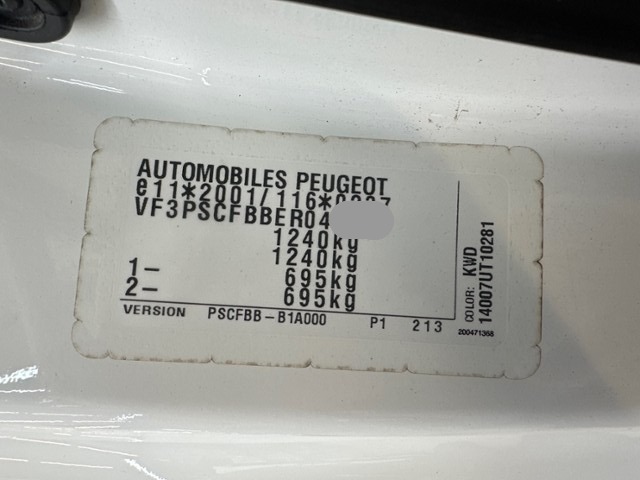 AUTOMOBILES PEUGEOT
e11*2001/116*0237
VF3PSCFBBER04
1240kg
1240kg
1- 695kg
2- 695kg
VERSION PSCFBB-B1A000 P1 213
COLOR: KWD
14007UT10281
200471368